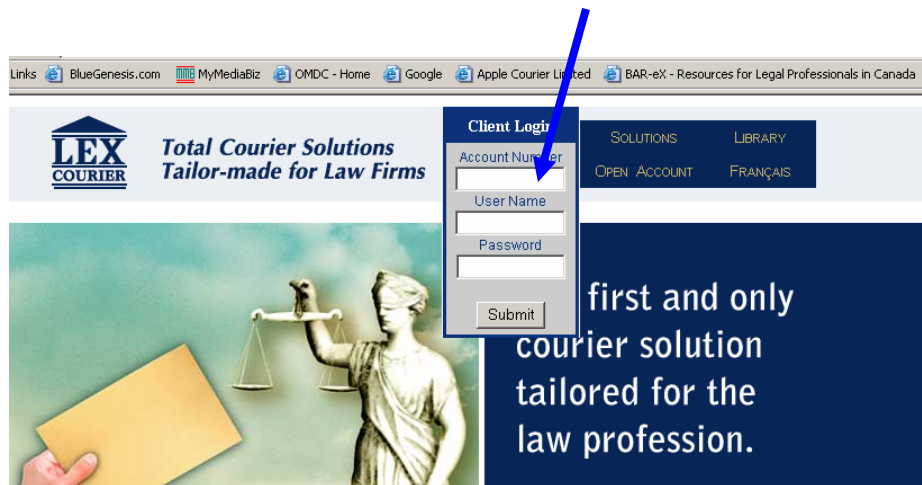 Links BlueGenesis.com MyMediaBiz OMDC - Home Google Apple Courier Limited BAR-eX - Resources for Legal Professionals in Canada
LEX
COURIER
Total Courier Solutions
Tailor-made for Law Firms
Client Login
Account Number
User Name
Password
Submit
SOLUTIONS LIBRARY
OPEN ACCOUNT FRANÇAIS
first and only
courier solution
tailored for the
law profession.